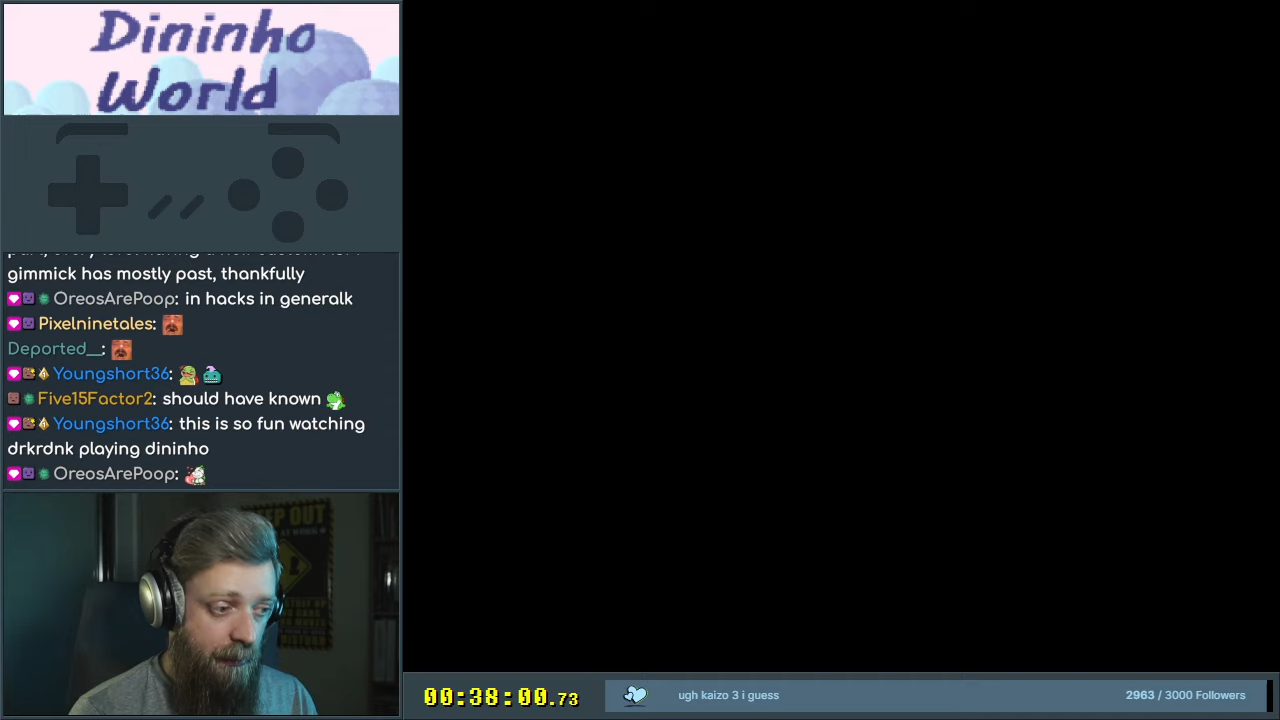 Dininho
World
gimmick has mostly past, thankfully
OreosArePoop: in hacks in generalk
Pixelninetales:
Deported__:
Youngshort36:
Five15Factor2: should have known
Youngshort36: this is so fun watching
drkrdnk playing dininho
OreosArePoop:
00:38:00.73
ugh kaizo 3 i guess
2963 / 3000 Followers